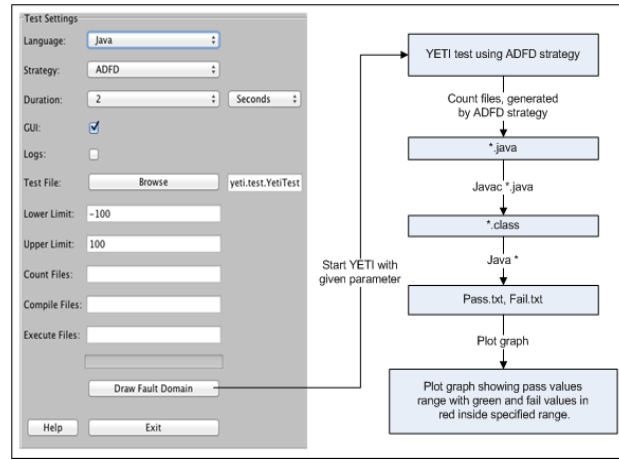 Test Settings
Language: Java
Strategy: ADFD
Duration: 2 Seconds
GUI:
Logs:
Test File: Browse yeti.test.YetiTest
Lower Limit: -100
Upper Limit: 100
Count Files:
Compile Files:
Execute Files:
Draw Fault Domain
Help Exit
Start YETI with
given parameter
YETI test using ADFD strategy
Count files, generated
by ADFD strategy
*.java
Javac *.java
*.class
Java *
Pass.txt, Fail.txt
Plot graph
Plot graph showing pass values
range with green and fail values in
red inside specified range.